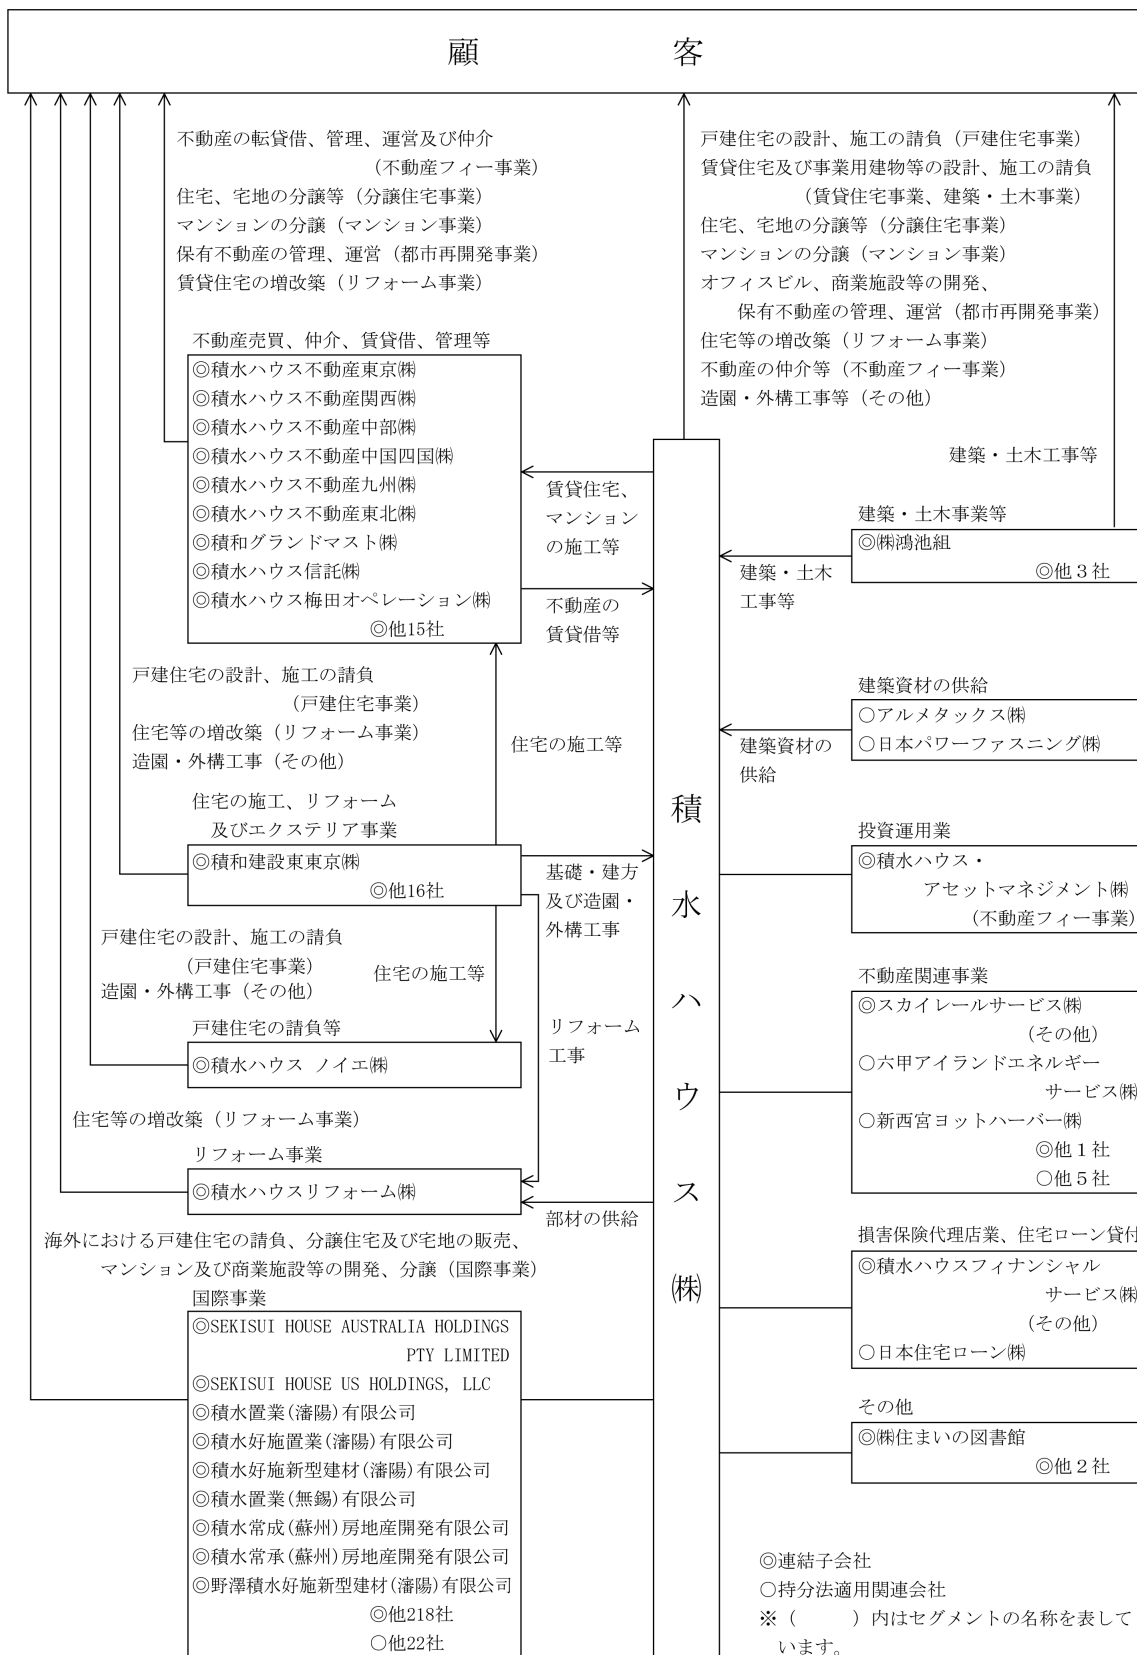 顧客
不動産の転貸借、管理、運営及び仲介
(不動産フィー事業)
住宅、宅地の分譲等（分譲住宅事業）
マンションの分譲（マンション事業）
保有不動産の管理、運営（都市再開発事業）
賃貸住宅の増改築（リフォーム事業）
不動産売買、仲介、賃貸借、管理等
◎積水ハウス不動産東京㈱
◎積水ハウス不動産関西㈱
◎積水ハウス不動産中部㈱
◎積水ハウス不動産中国四国㈱
◎積水ハウス不動産九州㈱
◎積水ハウス不動産東北㈱
◎積和グランドマスト㈱
◎積水ハウス信託㈱
◎積水ハウス梅田オペレーション㈱
◎他15社
賃貸住宅、
マンション
の施工等
不動産の
賃貸借等
戸建住宅の設計、施工の請負
(戸建住宅事業)
住宅等の増改築（リフォーム事業）
造園・外構工事（その他）
住宅の施工等
住宅の施工、リフォーム
及びエクステリア事業
◎積和建設東東京㈱
◎他16社
基礎・建方
及び造園・
外構工事
戸建住宅の設計、施工の請負
(戸建住宅事業)
造園・外構工事（その他）
住宅の施工等
戸建住宅の請負等
◎積水ハウス ノイエ㈱
リフォーム
工事
住宅等の増改築（リフォーム事業）
リフォーム事業
◎積水ハウスリフォーム㈱
部材の供給
海外における戸建住宅の請負、分譲住宅及び宅地の販売、
マンション及び商業施設等の開発、分譲（国際事業）
国際事業
◎SEKISUI HOUSE AUSTRALIA HOLDINGS
PTY LIMITED
◎SEKISUI HOUSE US HOLDINGS, LLC
◎積水置業(瀋陽)有限公司
◎積水好施置業(瀋陽)有限公司
◎積水好施新型建材(瀋陽)有限公司
◎積水置業(無錫)有限公司
◎積水常成(蘇州)房地産開発有限公司
◎積水常承(蘇州)房地産開発有限公司
◎野澤積水好施新型建材(瀋陽)有限公司
◎他218社
○他22社
積水ハウス㈱
戸建住宅の設計、施工の請負（戸建住宅事業）
賃貸住宅及び事業用建物等の設計、施工の請負
（賃貸住宅事業、建築・土木事業）
住宅、宅地の分譲等（分譲住宅事業）
マンションの分譲（マンション事業）
オフィスビル、商業施設等の開発、
保有不動産の管理、運営（都市再開発事業）
住宅等の増改築（リフォーム事業）
不動産の仲介等（不動産フィー事業）
造園・外構工事等（その他）
建築・土木工事等
建築・土木事業等
◎㈱鴻池組
◎他３社
建築・土木
工事等
建築資材の供給
○アルメタックス㈱
○日本パワーファスニング㈱
建築資材の
供給
投資運用業
◎積水ハウス・
アセットマネジメント㈱
(不動産フィー事業)
不動産関連事業
◎スカイレールサービス㈱
(その他)
○六甲アイランドエネルギー
サービス㈱
○新西宮ヨットハーバー㈱
◎他１社
○他５社
損害保険代理店業、住宅ローン貸付
◎積水ハウスフィナンシャル
サービス㈱
(その他)
○日本住宅ローン㈱
その他
◎㈱住まいの図書館
◎他２社
◎連結子会社
○持分法適用関連会社
※（　　　）内はセグメントの名称を表して
います。